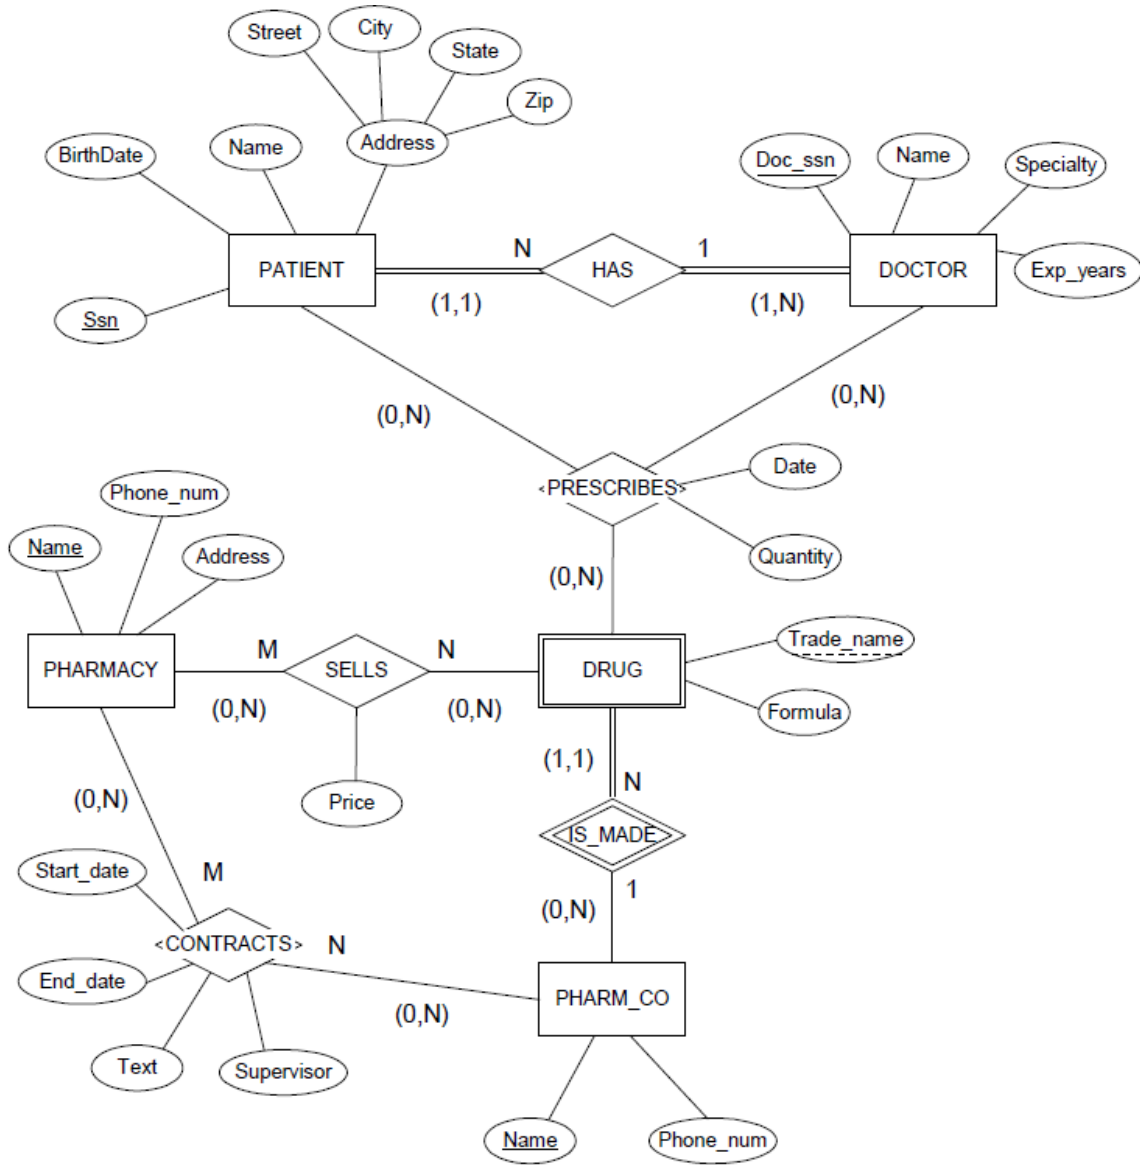 Street
City
State
Zip
BirthDate
Name
Address
Doc_ssn
Name
Specialty
PATIENT
N
HAS
1
DOCTOR
Exp_years
(1,1)
(1,N)
Ssn
(0,N)
(0,N)
Phone_num
<PRESCRIBES>
Date
Name
Address
Quantity
(0,N)
PHARMACY
M
SELLS
N
DRUG
Trade_name
(0,N)
(0,N)
Formula
(1,1)
N
Price
(0,N)
IS_MADE
Start_date
M
1
(0,N)
<CONTRACTS>
N
End_date
(0,N)
PHARM_CO
Text
Supervisor
Name
Phone_num